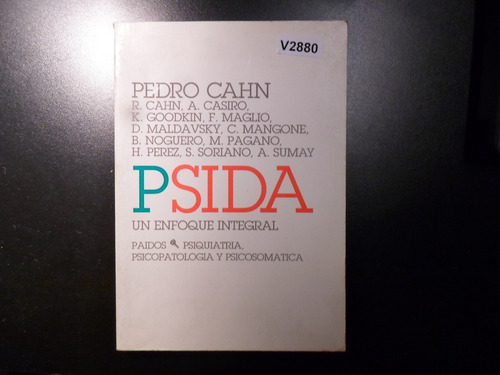 V2880
PEDRO CAHN
R. CAHN, A. CASIRO,
K. GOODKIN, F. MAGLIO,
D. MALDAVSKY, C. MANGONE,
B. NOGUERO, M. PAGANO,
H. PEREZ, S. SORIANO, A. SUMAY
PSIDA
UN ENFOQUE INTEGRAL
PAIDOS PSIQUIATRIA,
PSICOPATOLOGIA Y PSICOSOMATICA